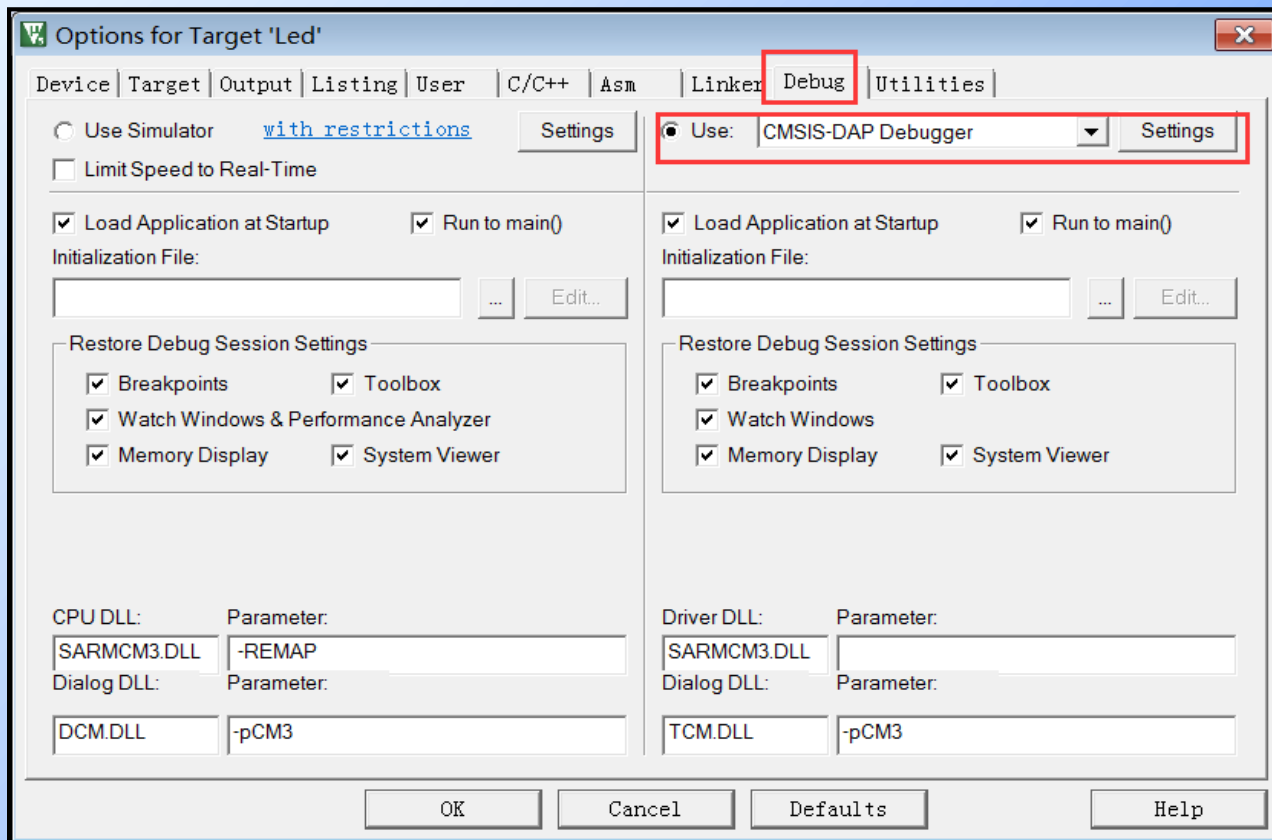 Options for Target 'Led'
Device Target Output Listing User C/C++ Asm Linker Debug Utilities
Use Simulator with restrictions Settings
Limit Speed to Real-Time
Load Application at Startup Run to main()
Initialization File:
... Edit...
Restore Debug Session Settings
Breakpoints Toolbox
Watch Windows & Performance Analyzer
Memory Display System Viewer
CPU DLL: Parameter:
SARMCM3.DLL -REMAP
Dialog DLL: Parameter:
DCM.DLL -pCM3
Use: CMSIS-DAP Debugger Settings
Load Application at Startup Run to main()
Initialization File:
... Edit...
Restore Debug Session Settings
Breakpoints Toolbox
Watch Windows
Memory Display System Viewer
Driver DLL: Parameter:
SARMCM3.DLL
Dialog DLL: Parameter:
TCM.DLL -pCM3
OK Cancel Defaults Help